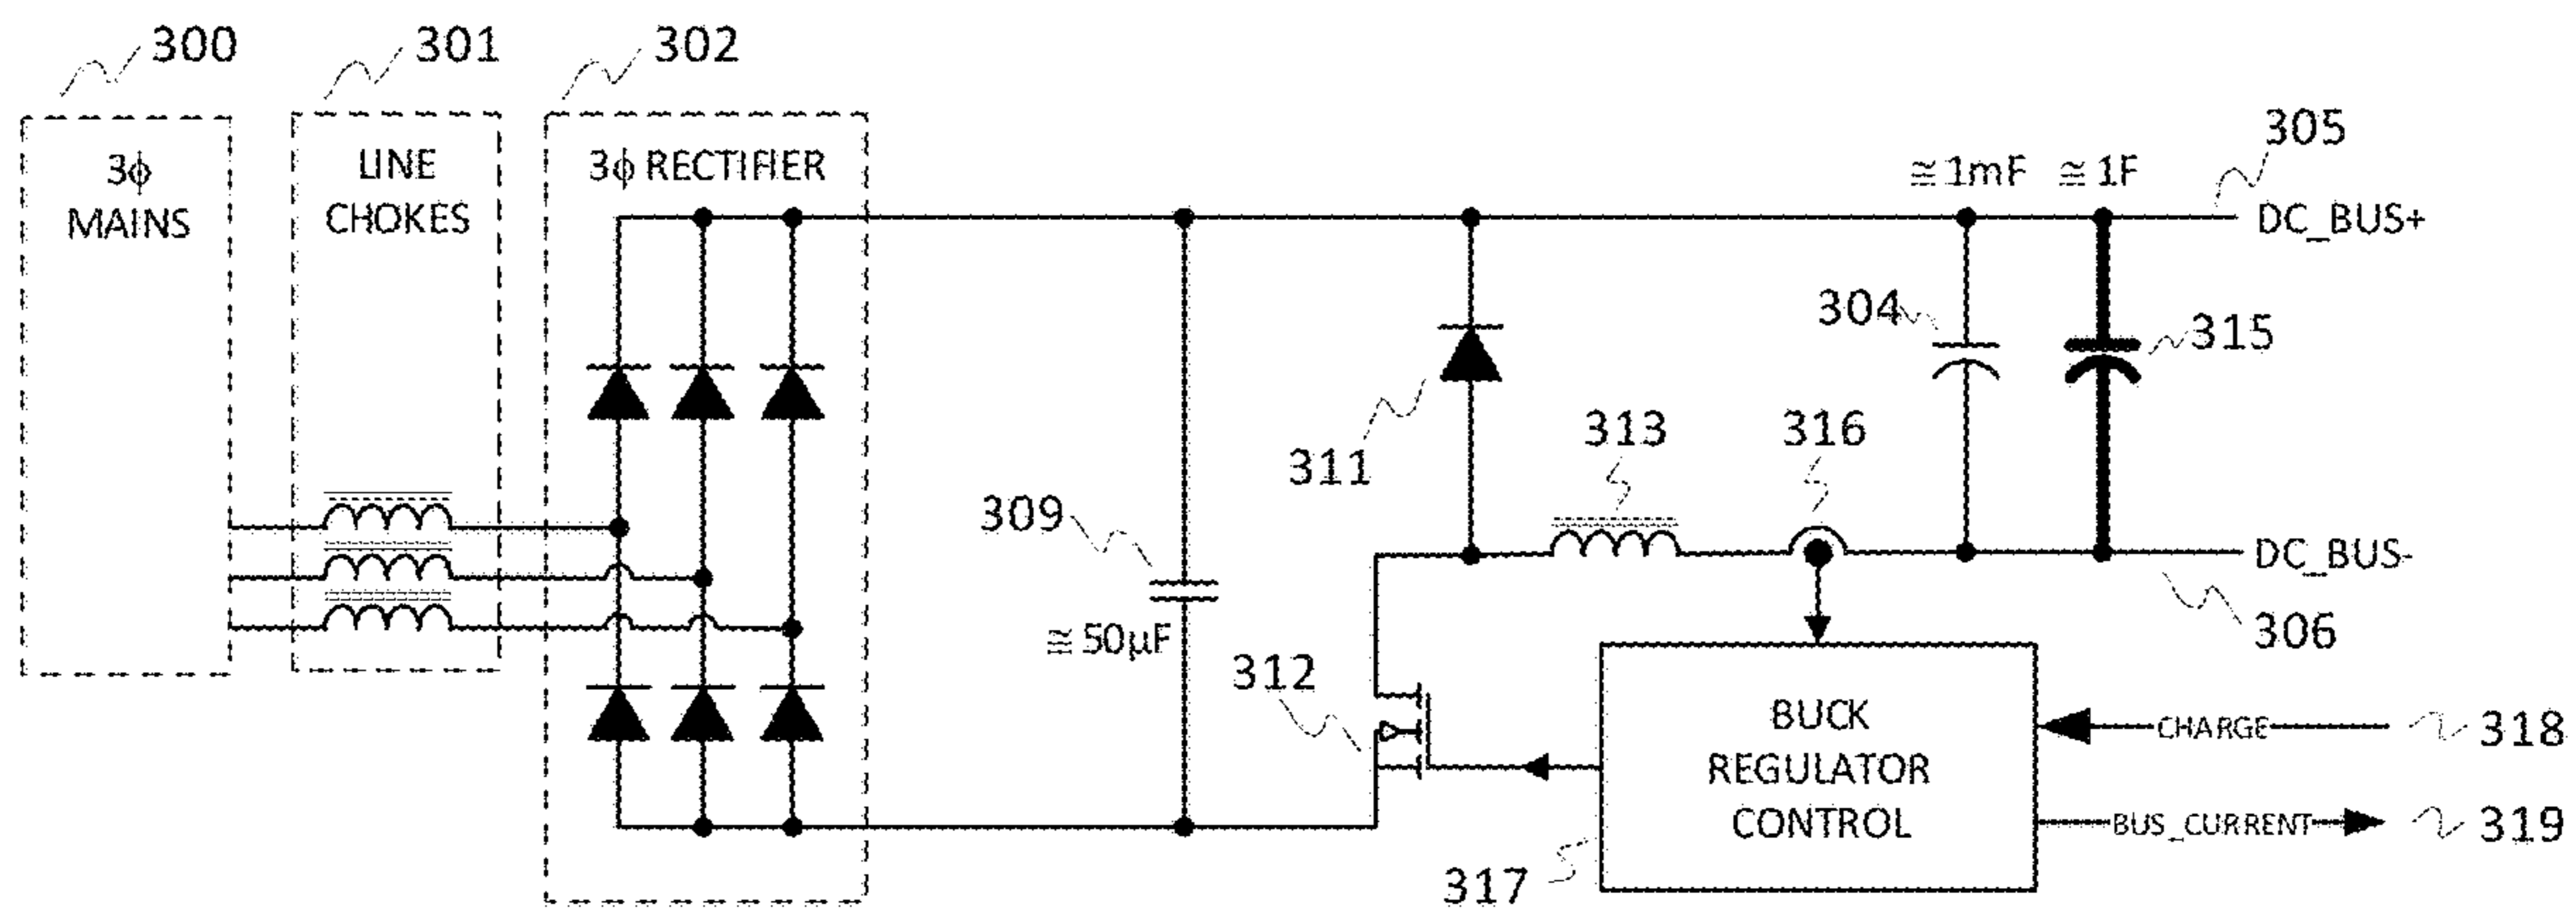 300
301
302
3ϕ
MAINS
LINE
CHOKES
3ϕ RECTIFIER
≅1mF
≅1F
305
DC_BUS+
304
315
311
313
316
309
≅50µF
DC_BUS-
306
312
BUCK
REGULATOR
CONTROL
CHARGE
318
BUS_CURRENT
319
317